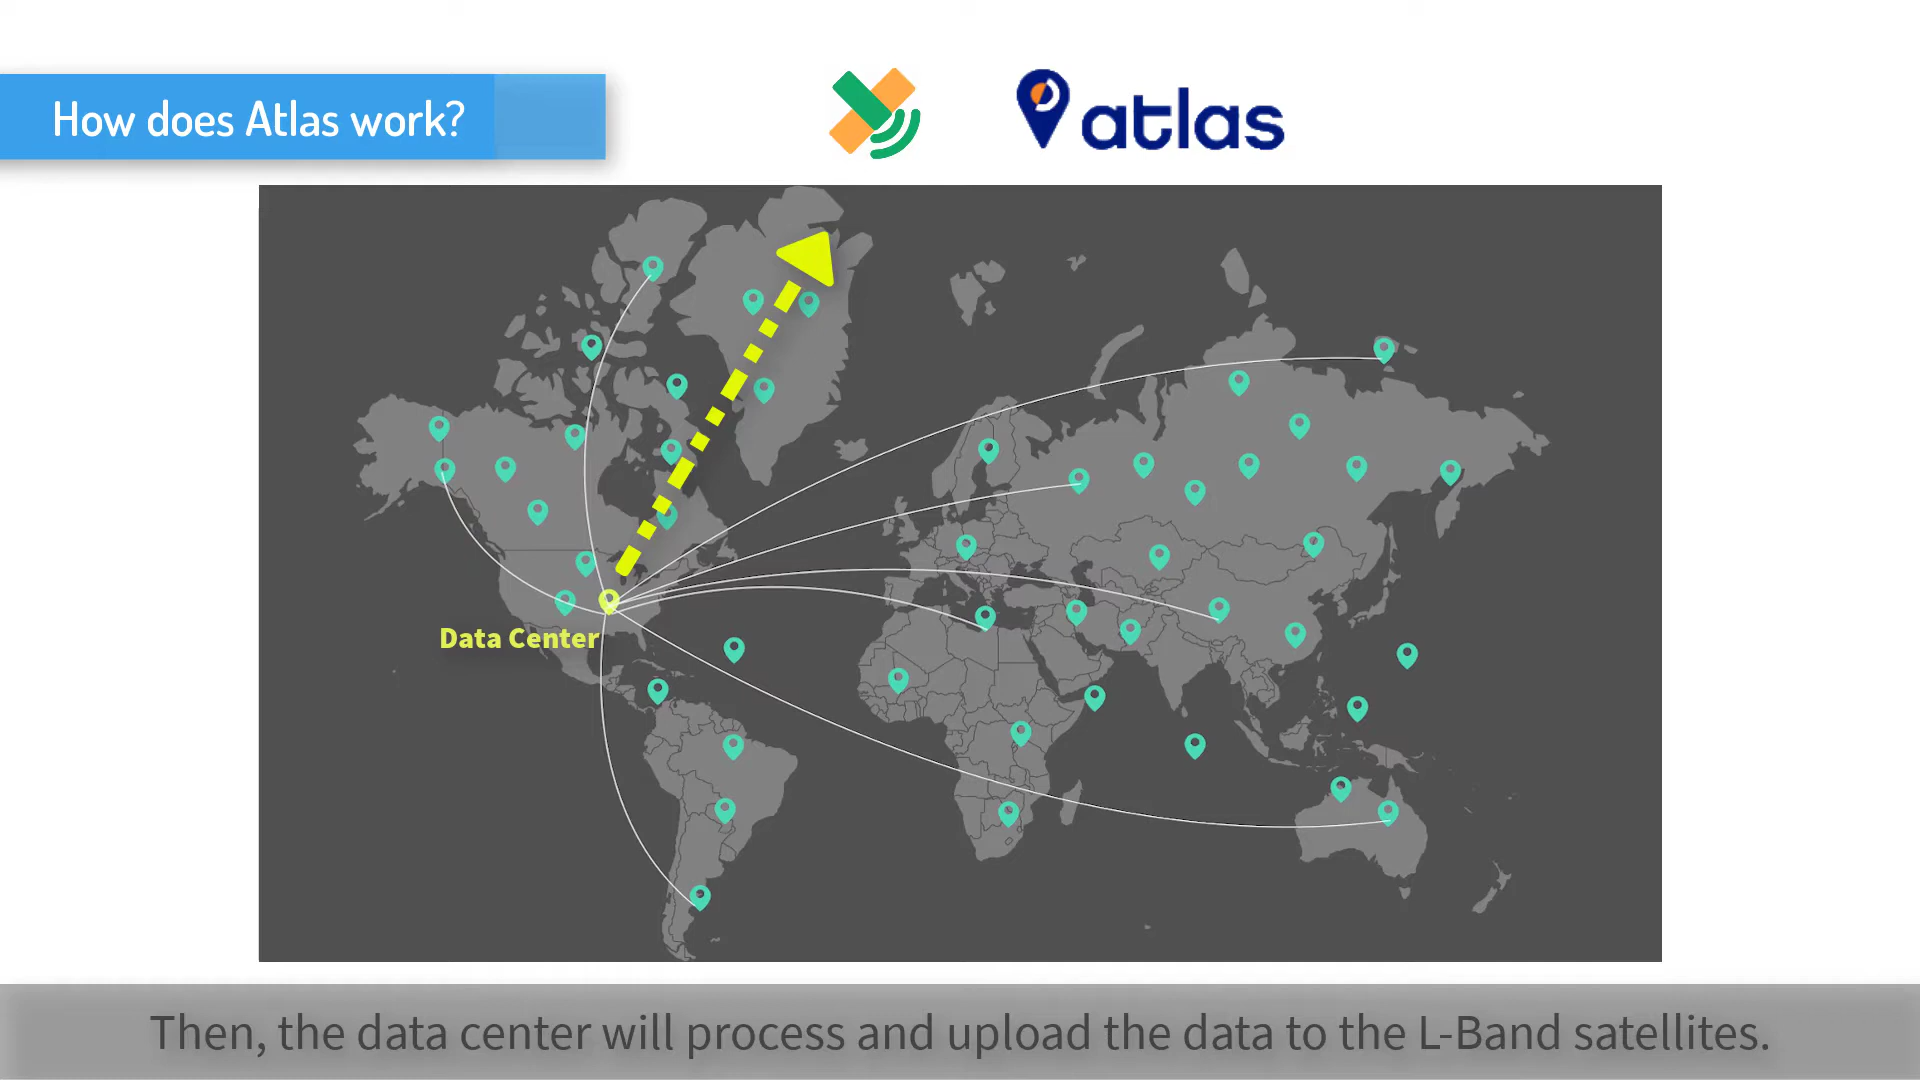 How does Atlas work?
atlas
Data Center
Then, the data center will process and upload the data to the L-Band satellites.